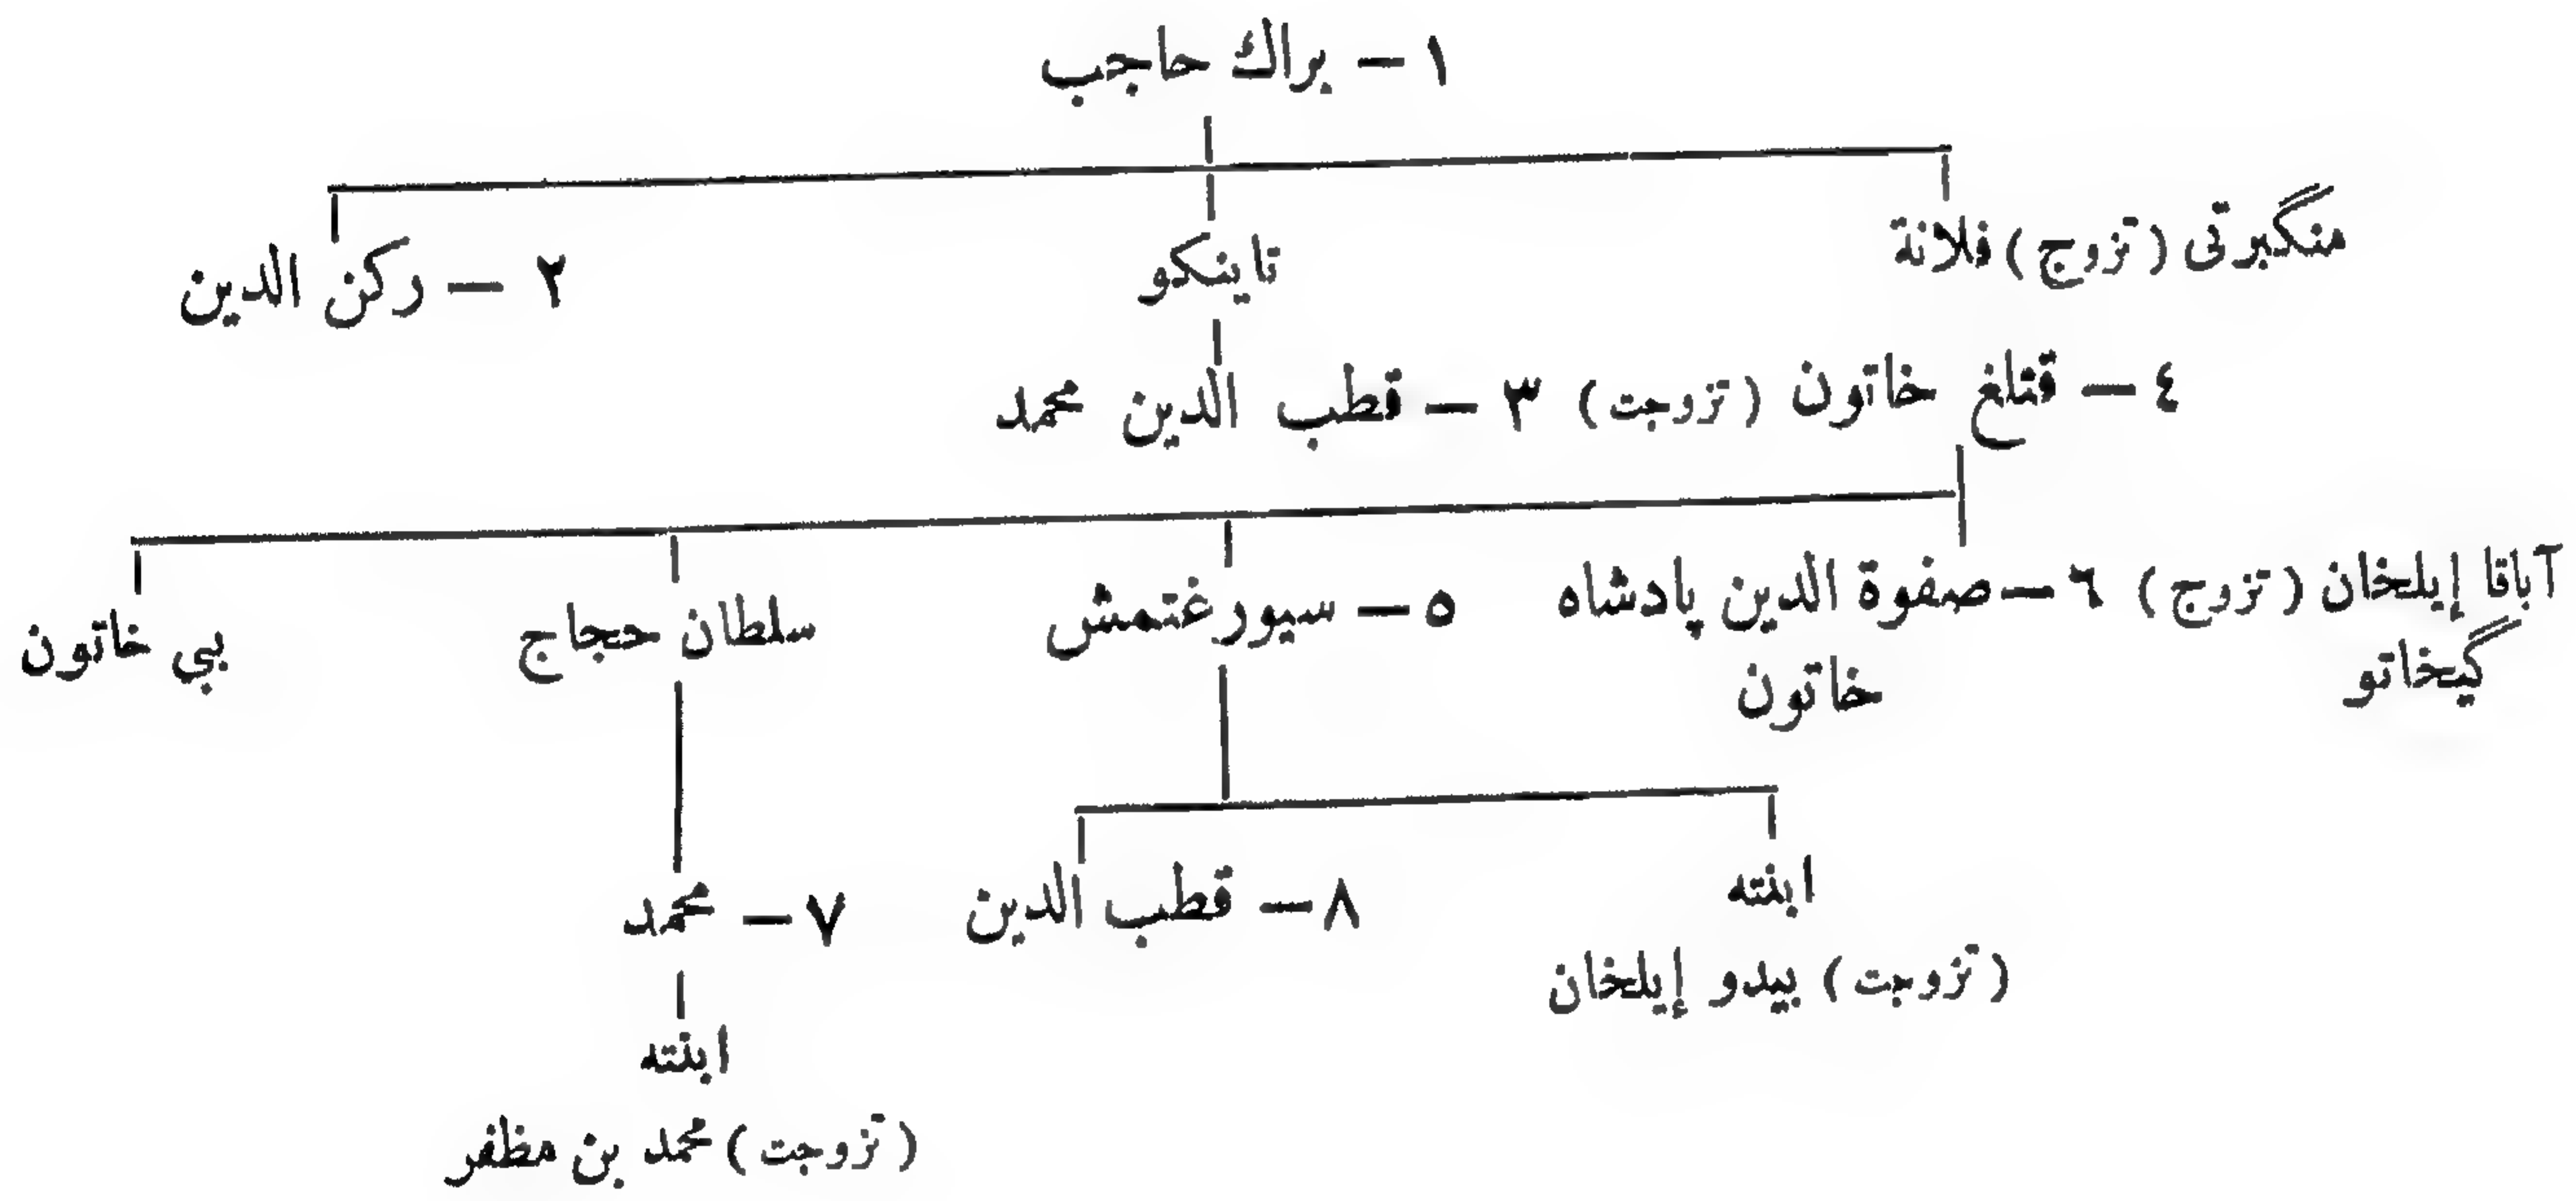 ١ – براك حاجب
منگبرتى (تزوج) فلانة
تاينكو
٢ – ركن الدين
٤ – قتلغ خاتون (تزوجت) ٣ – قطب الدين محمد
آباقا إيلخان (تزوج) ٦ – صفوة الدين پادشاه
گيخاتو
خاتون
٥ – سيورغتمش
سلطان حجاج
بي خاتون
ابنته
(تزوجت) بيدو إيلخان
٨ – قطب الدين
٧ – محمد
ابنته
(تزوجت) محمد بن مظفر